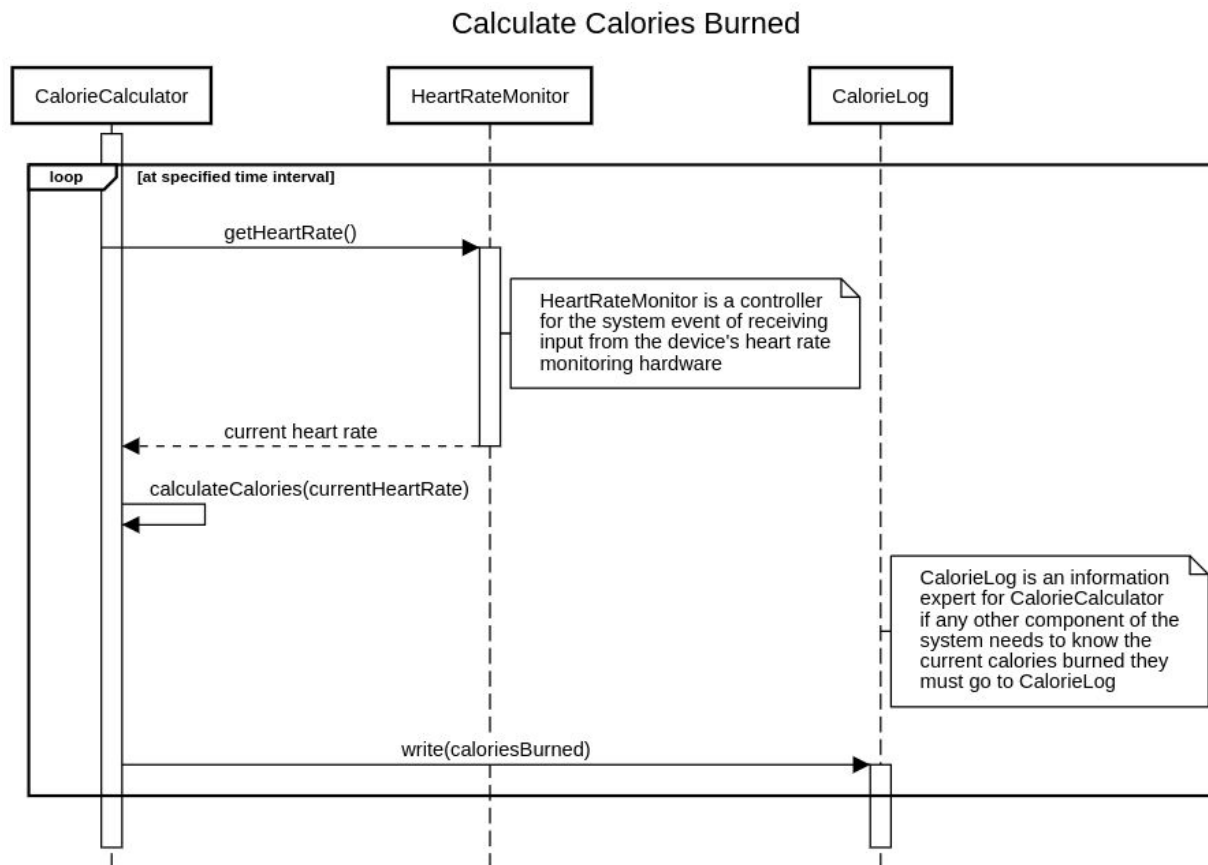 Calculate Calories Burned
CalorieCalculator
HeartRateMonitor
CalorieLog
loop
[at specified time interval]
getHeartRate()
HeartRateMonitor is a controller
for the system event of receiving
input from the device's heart rate
monitoring hardware
current heart rate
calculateCalories(currentHeartRate)
CalorieLog is an information
expert for CalorieCalculator
if any other component of the
system needs to know the
current calories burned they
must go to CalorieLog
write(caloriesBurned)